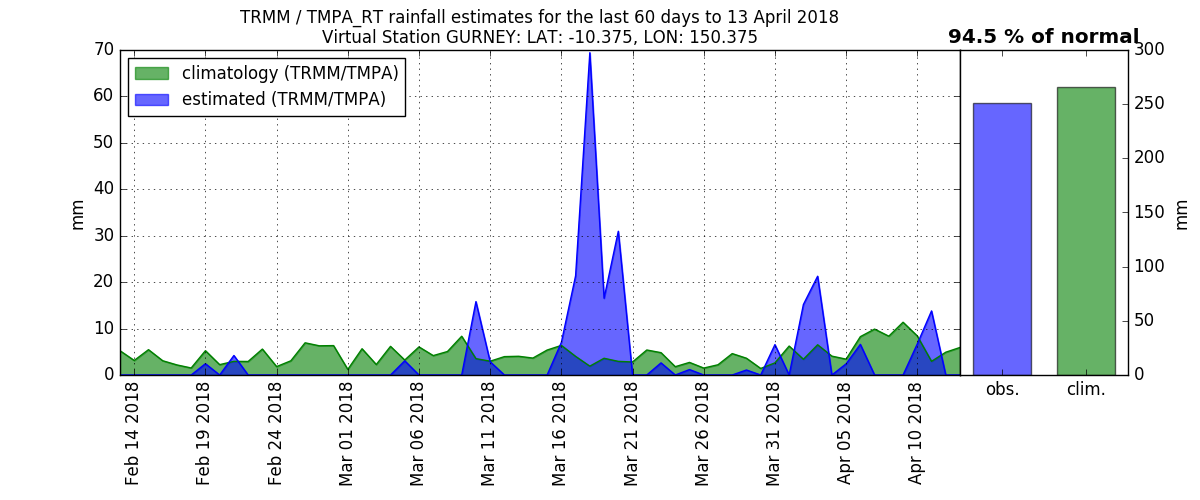 TRMM / TMPA_RT rainfall estimates for the last 60 days to 13 April 2018
Virtual Station GURNEY: LAT: -10.375, LON: 150.375
94.5 % of normal
climatology (TRMM/TMPA)
estimated (TRMM/TMPA)
mm
70
60
50
40
30
20
10
0
Feb 14 2018
Feb 19 2018
Feb 24 2018
Mar 01 2018
Mar 06 2018
Mar 11 2018
Mar 16 2018
Mar 21 2018
Mar 26 2018
Mar 31 2018
Apr 05 2018
Apr 10 2018
300
250
200
150
100
50
0
mm
obs.
clim.